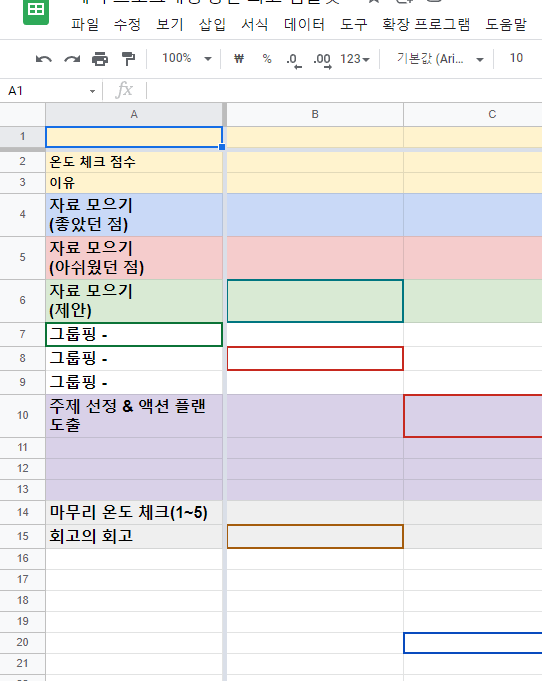 파일 수정 보기 삽입 서식 데이터 도구 확장 프로그램 도움말
100% ₩ % .0 .00 123 기본값 (Ari... 10
A1 fx
A B C
1
2 온도 체크 점수
3 이유
4 자료 모으기
(좋았던 점)
5 자료 모으기
(아쉬웠던 점)
6 자료 모으기
(제안)
7 그룹핑 -
8 그룹핑 -
9 그룹핑 -
10 주제 선정 & 액션 플랜
도출
11
12
13
14 마무리 온도 체크(1~5)
15 회고의 회고
16
17
18
19
20
21